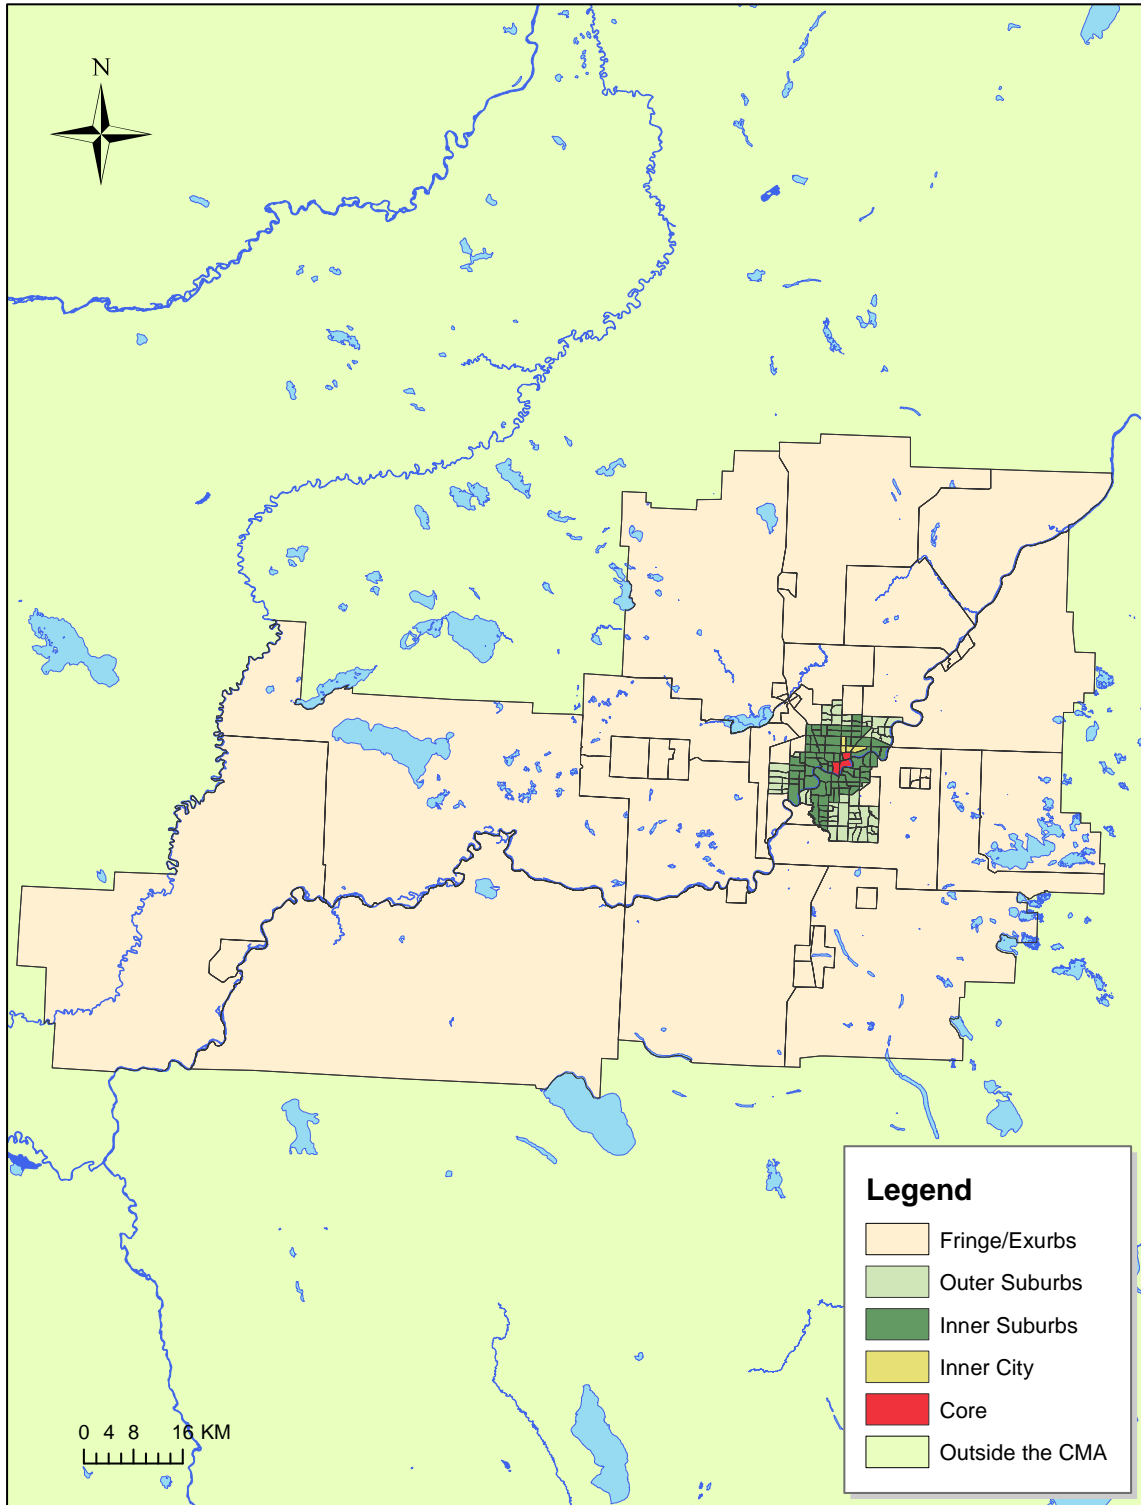 N
Legend
Fringe/Exurbs
Outer Suburbs
Inner Suburbs
Inner City
Core
Outside the CMA
0 4 8 16 KM